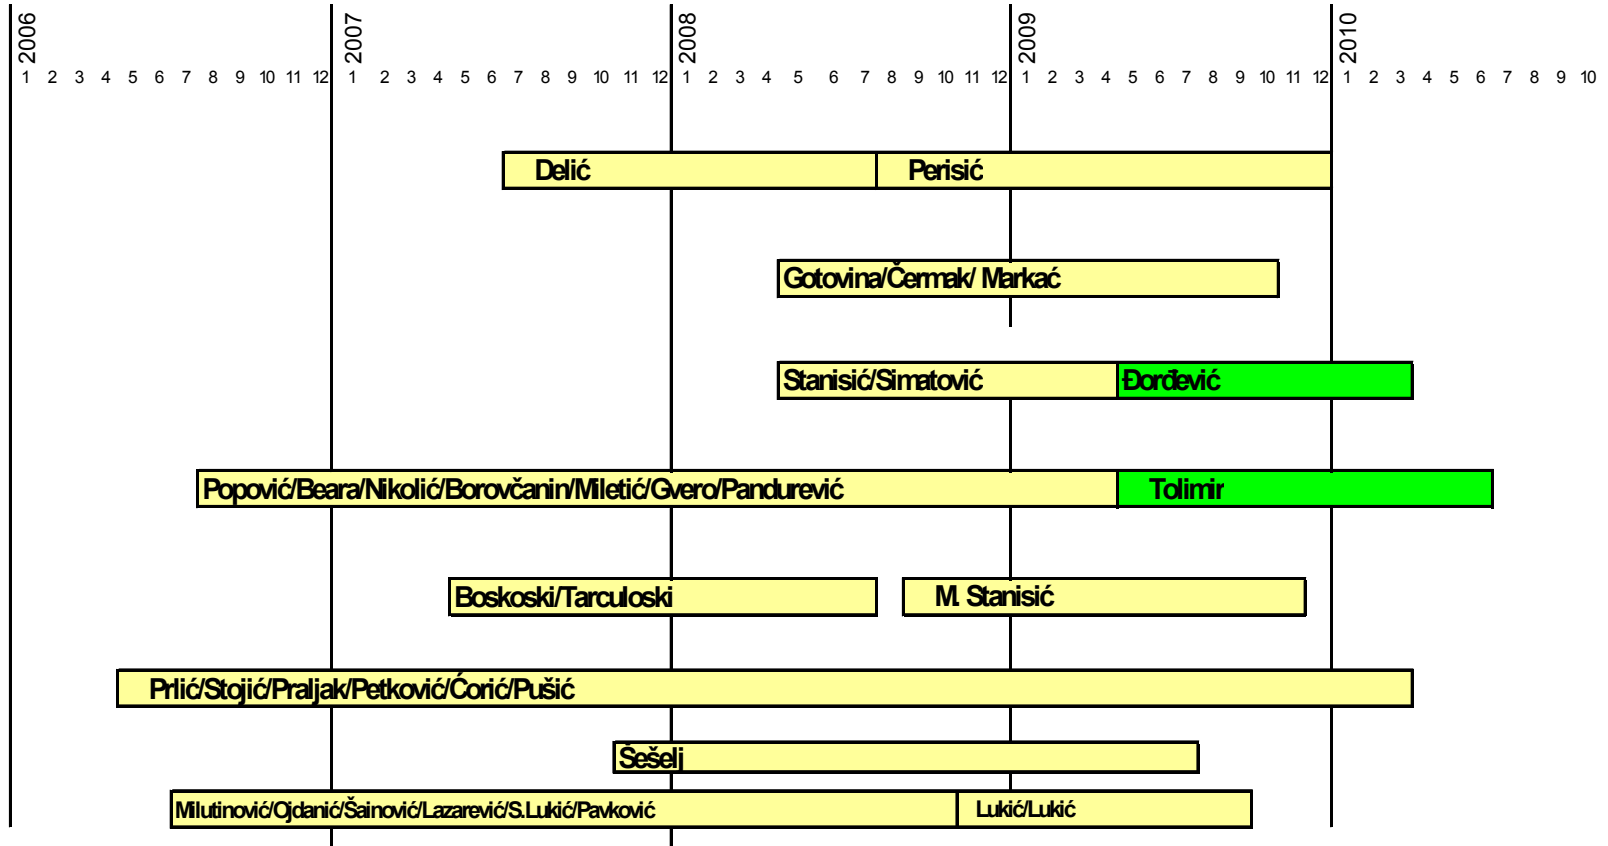 2006 2007 2008 2009 2010
1 2 3 4 5 6 7 8 9 10 11 12 1 2 3 4 5 6 7 8 9 10 11 12 1 2 3 4 5 6 7 8 9 10 11 12 1 2 3 4 5 6 7 8 9 10 11 12 1 2 3 4 5 6 7 8 9 10
Delić Perisić
Gotovina/Čermak/ Markać
Stanisić/Simatović Đorđević
Popović/Beara/Nikolić/Borovčanin/Miletić/Gvero/Pandurević Tolimir
Boskoski/Tarculoski M. Stanisić
Prlić/Stojić/Praljak/Petković/Ćorić/Pušić
Šešelj
Milutinović/Ojdanić/Šainović/Lazarević/S.Lukić/Pavković Lukić/Lukić